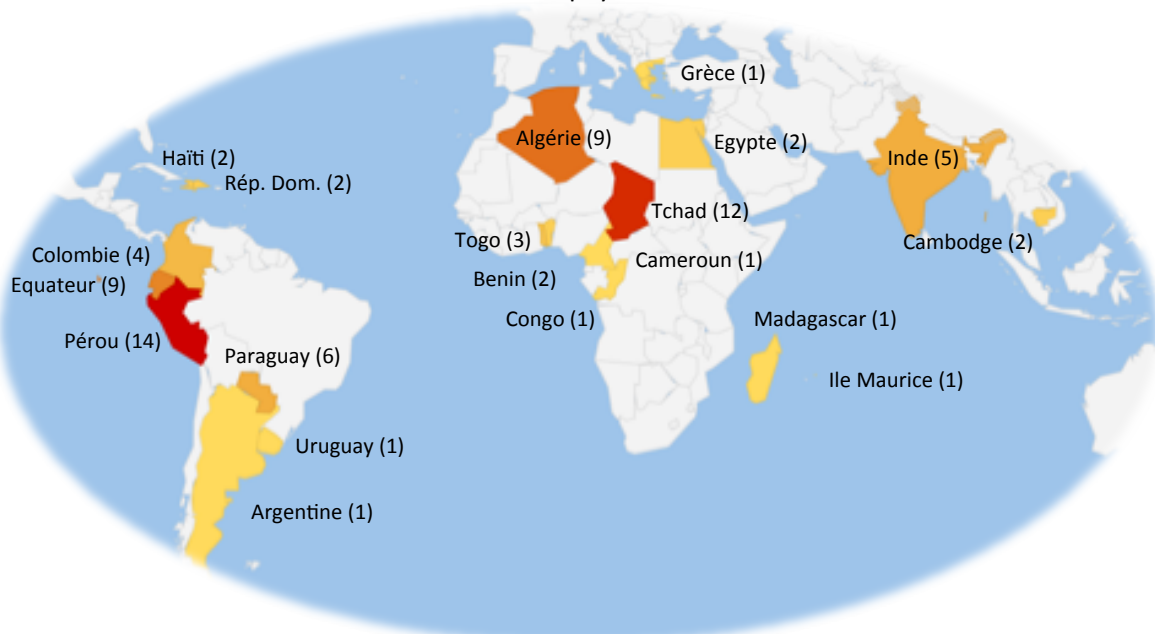 Grèce (1)
Algérie (9)
Egypte (2)
Haïti (2)
Inde (5)
Rép. Dom. (2)
Tchad (12)
Togo (3)
Cambodge (2)
Colombie (4)
Cameroun (1)
Benin (2)
Equateur (9)
Congo (1)
Madagascar (1)
Pérou (14)
Paraguay (6)
Ile Maurice (1)
Uruguay (1)
Argentine (1)